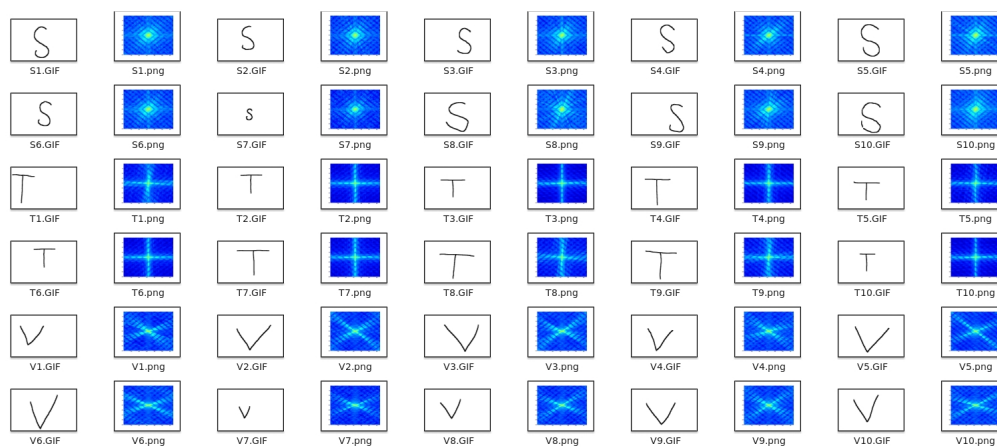 S S S S S
S1.GIF S1.png S2.GIF S2.png S3.GIF S3.png S4.GIF S4.png S5.GIF S5.png
S S S S S
S6.GIF S6.png S7.GIF S7.png S8.GIF S8.png S9.GIF S9.png S10.GIF S10.png
T T T T T
T1.GIF T1.png T2.GIF T2.png T3.GIF T3.png T4.GIF T4.png T5.GIF T5.png
T T T T T
T6.GIF T6.png T7.GIF T7.png T8.GIF T8.png T9.GIF T9.png T10.GIF T10.png
V V V V V
V1.GIF V1.png V2.GIF V2.png V3.GIF V3.png V4.GIF V4.png V5.GIF V5.png
V V V V V
V6.GIF V6.png V7.GIF V7.png V8.GIF V8.png V9.GIF V9.png V10.GIF V10.png